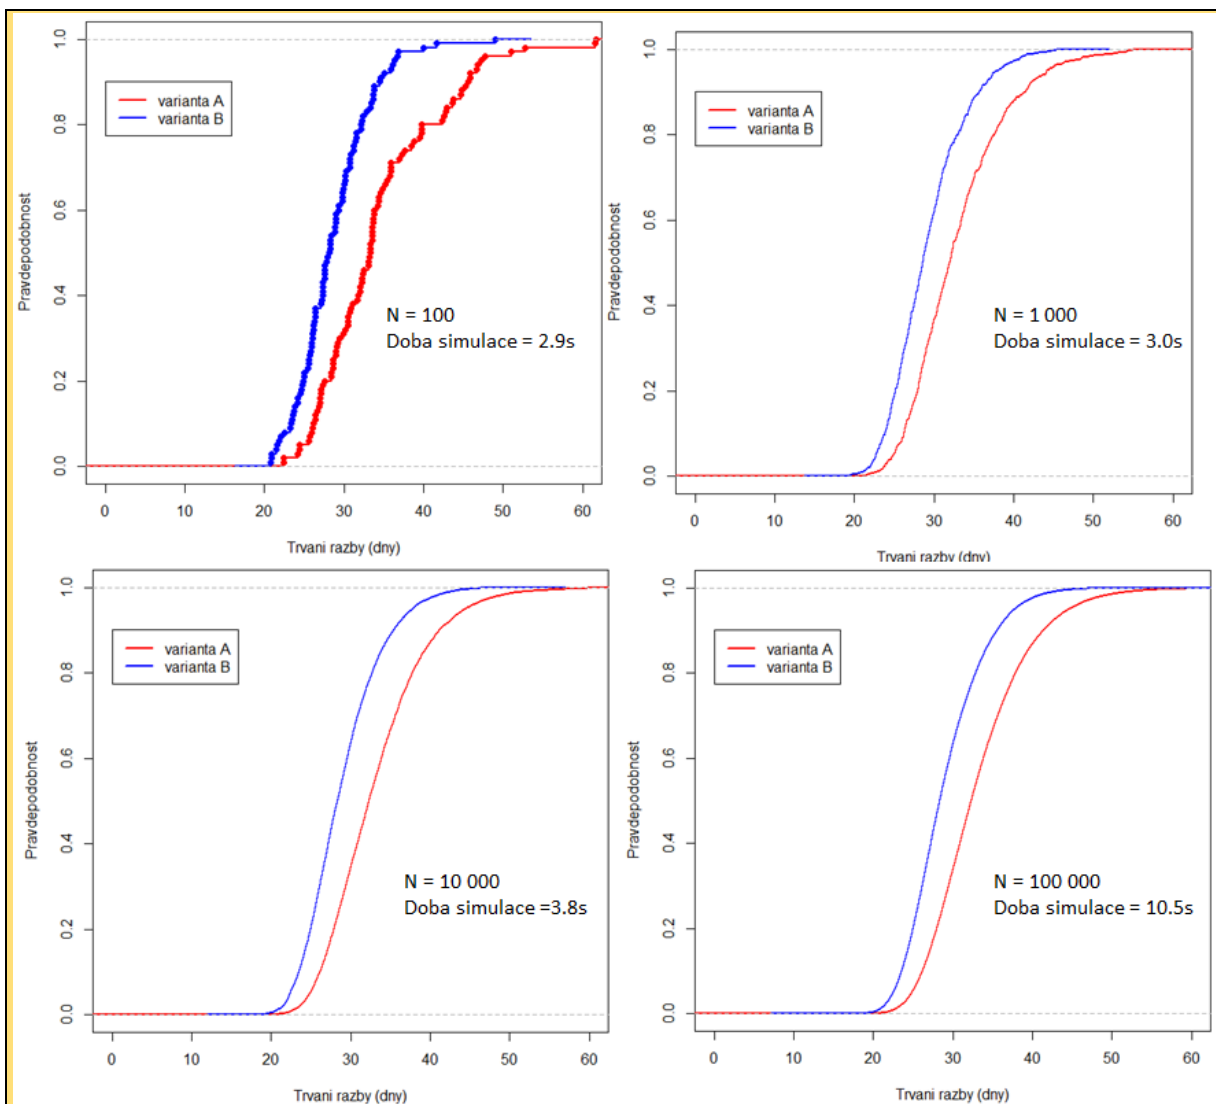 1.0
0.8
0.6
0.4
0.2
0.0
Pravdepodobnost
varianta A
varianta B
N = 100
Doba simulace = 2.9s
0 10 20 30 40 50 60
Trvani razby (dny)
1.0
0.8
0.6
0.4
0.2
0.0
Pravdepodobnost
varianta A
varianta B
N = 1 000
Doba simulace = 3.0s
0 10 20 30 40 50 60
Trvani razby (dny)
1.0
0.8
0.6
0.4
0.2
0.0
Pravdepodobnost
varianta A
varianta B
N = 10 000
Doba simulace =3.8s
0 10 20 30 40 50 60
Trvani razby (dny)
1.0
0.8
0.6
0.4
0.2
0.0
Pravdepodobnost
varianta A
varianta B
N = 100 000
Doba simulace = 10.5s
0 10 20 30 40 50 60
Trvani razby (dny)